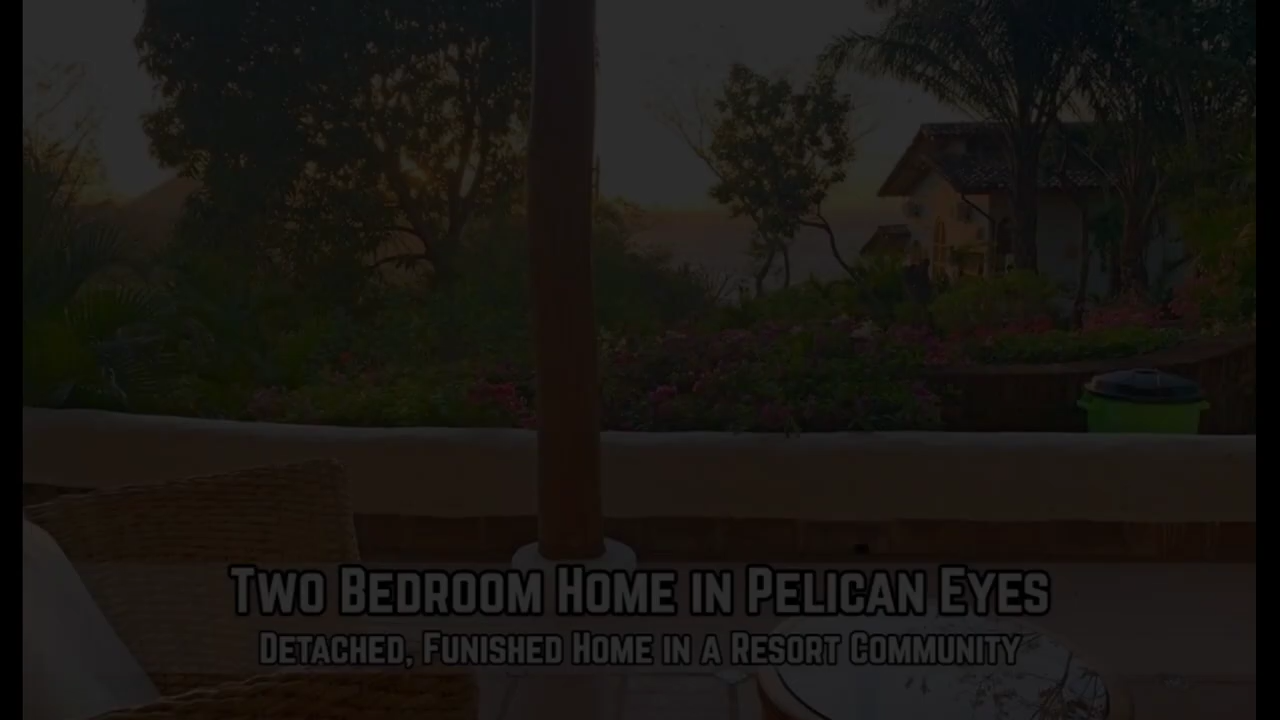 Two Bedroom Home in Pelican Eyes
Detached, Funished Home in a Resort Community